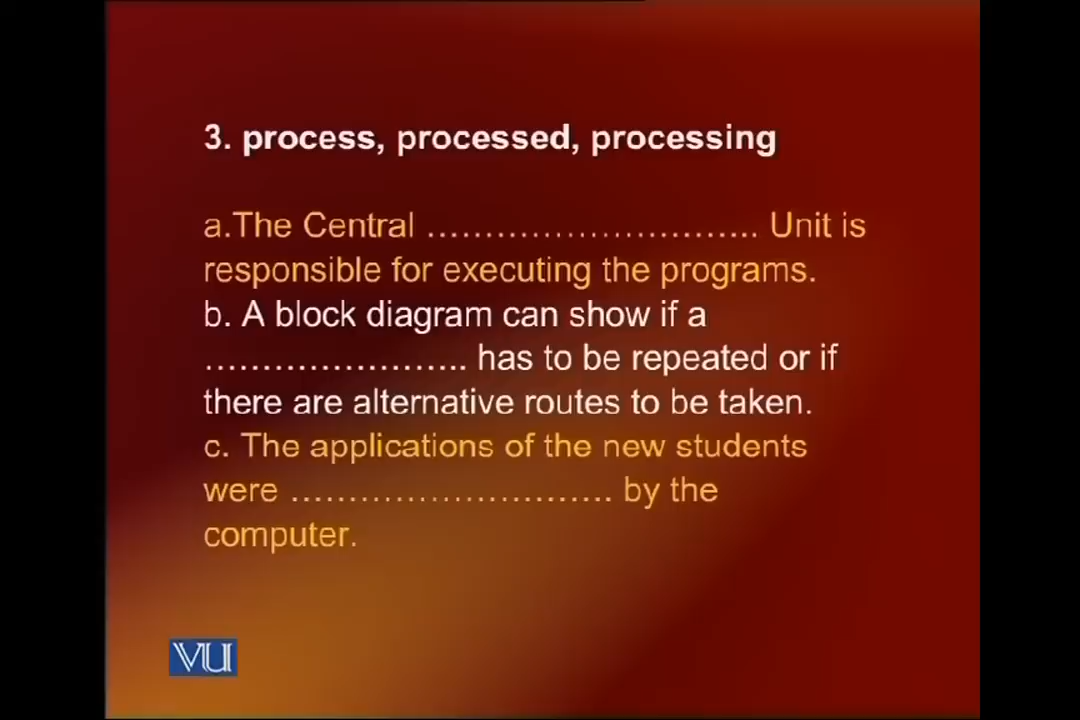 3. process, processed, processing
a.The Central ................................ Unit is
responsible for executing the programs.
b. A block diagram can show if a
......................... has to be repeated or if
there are alternative routes to be taken.
c. The applications of the new students
were ............................... by the
computer.
VU